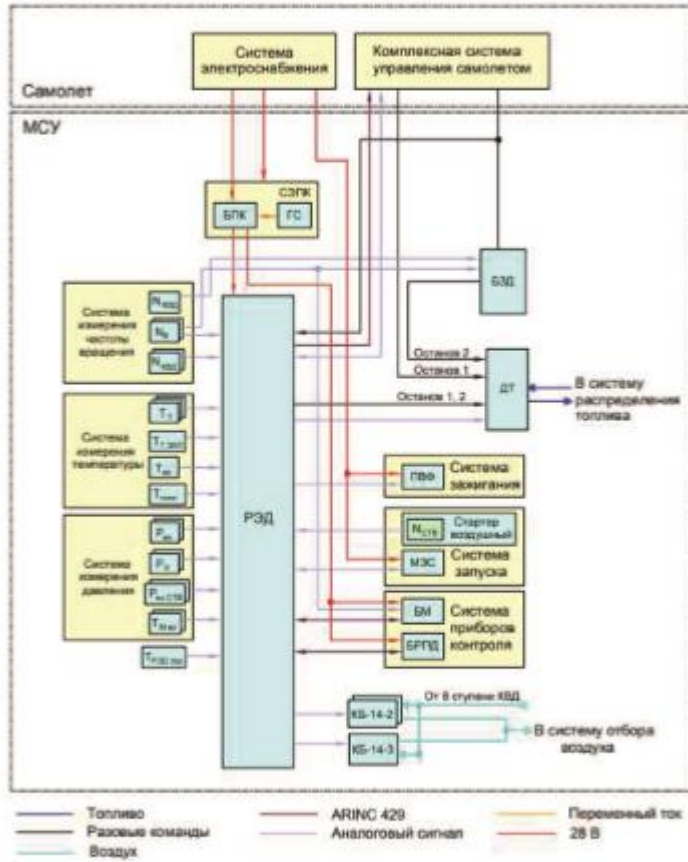 Система
электроснабжения
Комплексная система
управления самолетом
Самолет
МСУ
СЭПК
БПК
ГС
БЗД
Система
измерения
частоты
вращения
Останов 2
Останов 1
Останов 1, 2
ДТ
В систему
распределения
топлива
Система
измерения
температуры
РЭД
ПВФ
Система
зажигания
Стартер
воздушный
МЗС
Система
запуска
Система
измерения
давления
БМ
БРПД
Система
приборов
контроля
От 8 ступени КВД
КБ-14-2
КБ-14-3
В систему отбора
воздуха
Топливо
ARINC 429
Переменный ток
Разовые команды
Аналоговый сигнал
28 В
Воздух